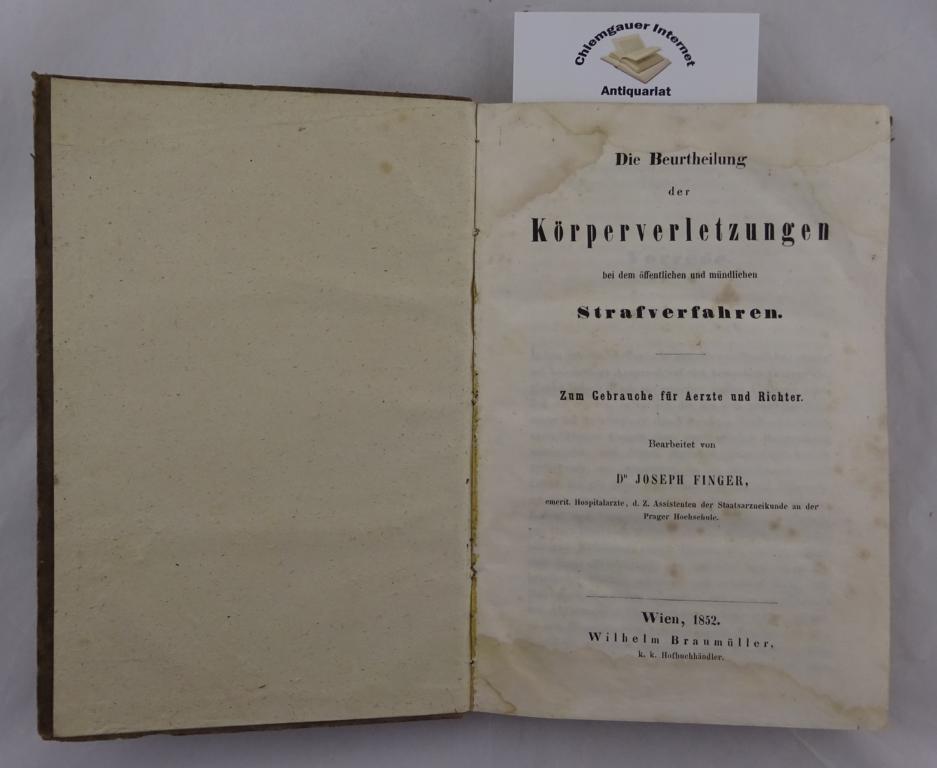 Chiemgauer Internet
Antiquariat
Die Beurtheilung
der
Körperverletzungen
bei dem öffentlichen und mündlichen
Strafverfahren.
Zum Gebrauche für Aerzte und Richter.
Bearbeitet von
Dr JOSEPH FINGER,
emerit. Hospitalarzte, d. Z. Assistenten der Staatsarzneikunde an der
Prager Hochschule.
Wien, 1852.
Wilhelm Braumüller,
k. k. Hofbuchhändler.